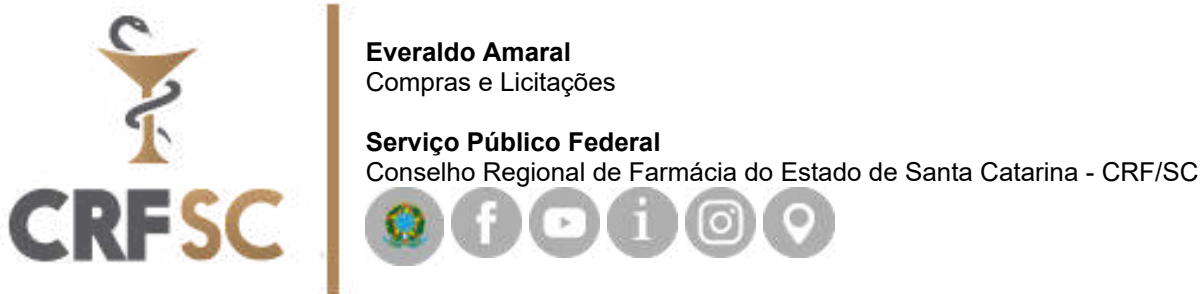 CRFSC
Everaldo Amaral
Compras e Licitações
Serviço Público Federal
Conselho Regional de Farmácia do Estado de Santa Catarina - CRF/SC